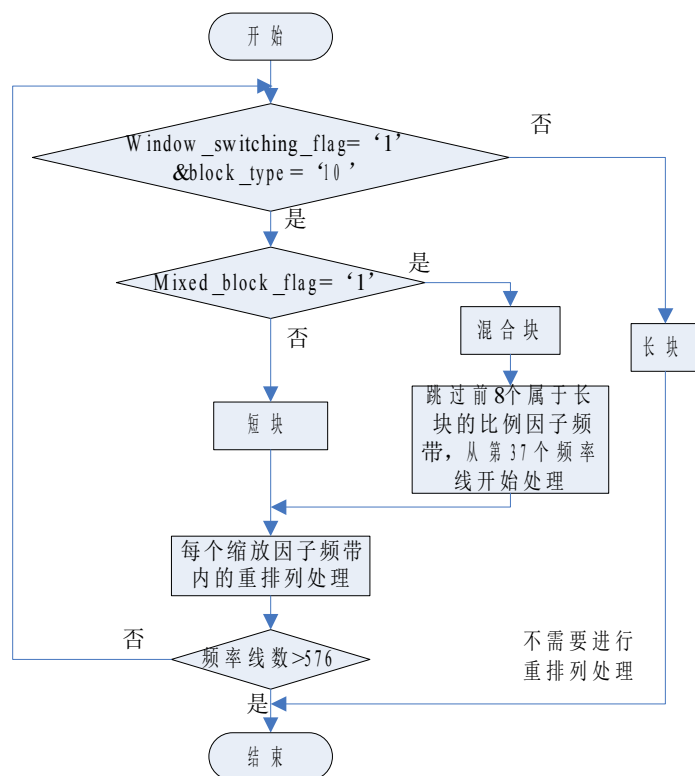 开始
否
Window_switching_flag=‘1’
&block_type=‘10’
是
Mixed_block_flag=‘1’
是
否
混合块
长块
短块
跳过前8个属于长
块的比例因子频
带，从第37个频率
线开始处理
每个缩放因子频带
内的重排列处理
否
频率线数>576
不需要进行
重排列处理
是
结束